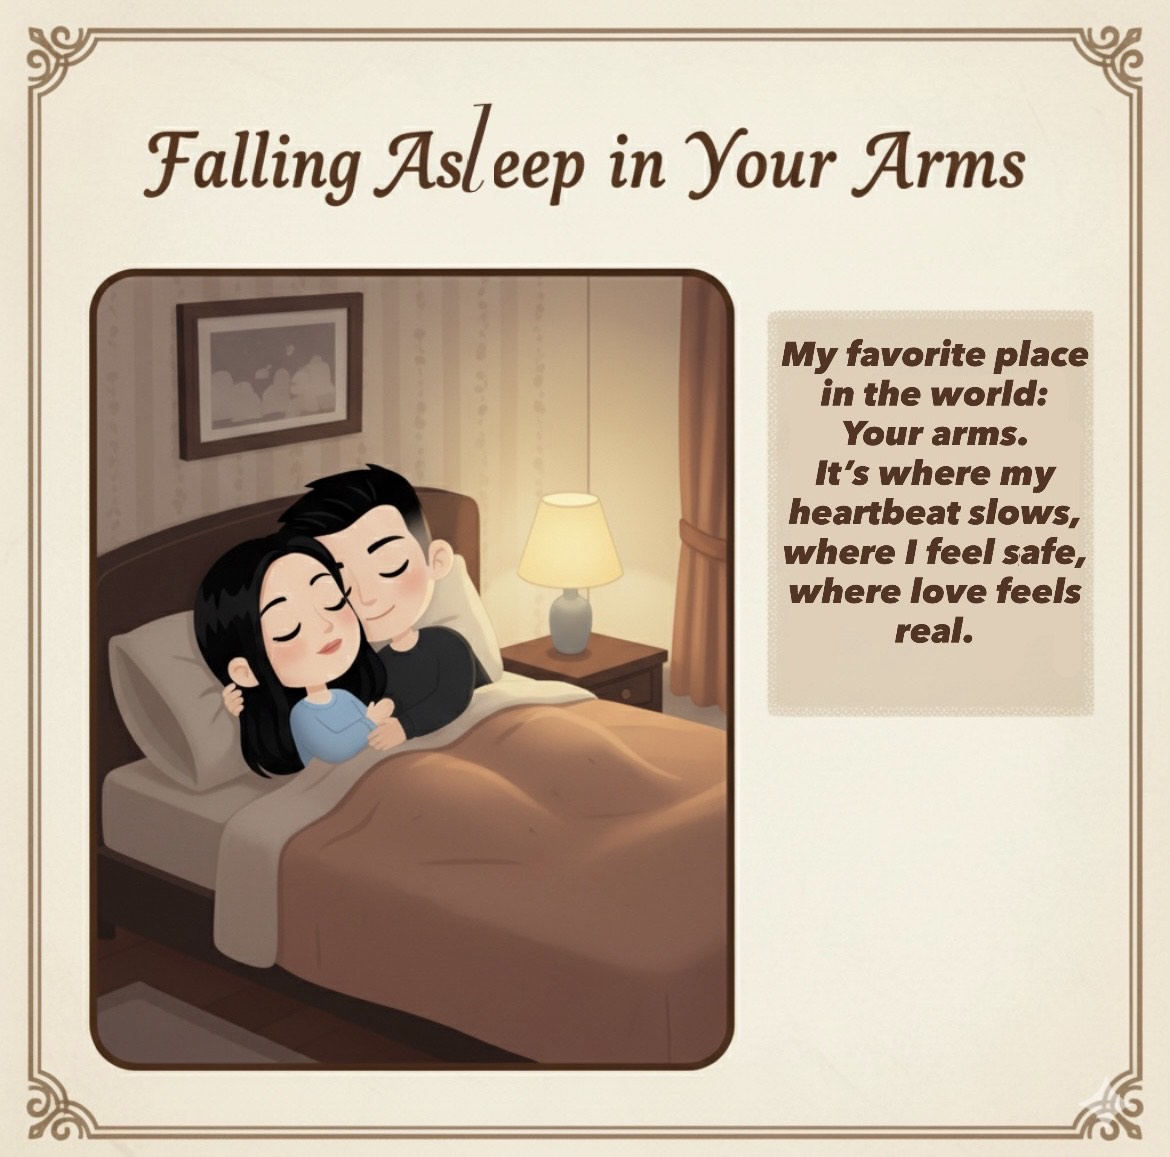 Falling Asleep in Your Arms
My favorite place
in the world:
Your arms.
It’s where my
heartbeat slows,
where I feel safe,
where love feels
real.